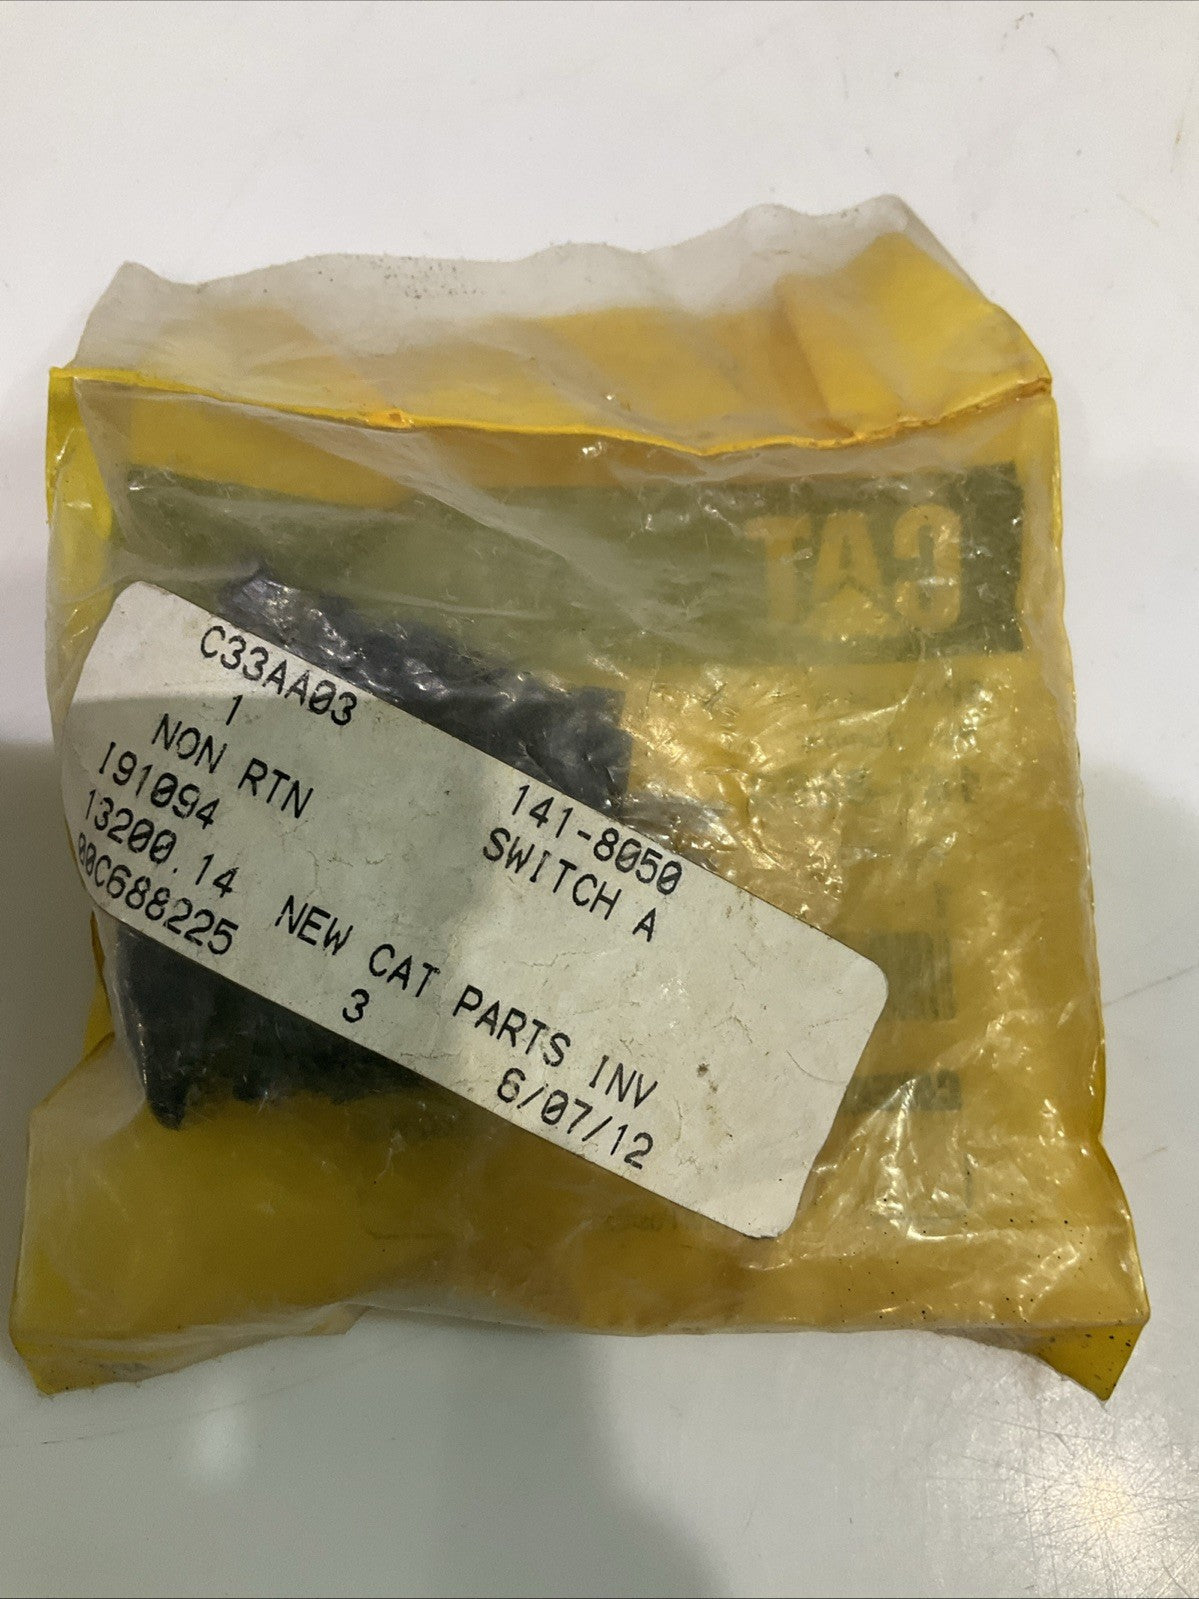 CAT
C33AA03
1 141-8050
NON RTN SWITCH A
I91094
13200.14 NEW CAT PARTS INV
00C688225 3 6/07/12